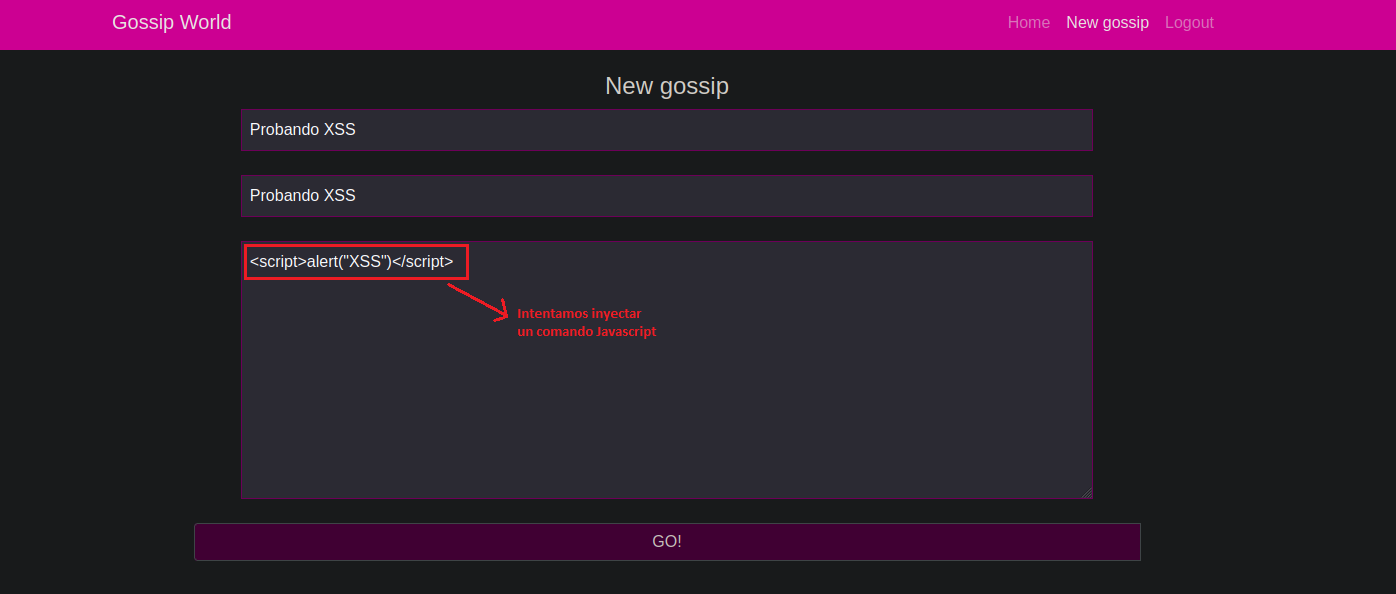 Gossip World
Home
New gossip
Logout
New gossip
Probando XSS
Probando XSS
<script>alert("XSS")</script>
Intentamos inyectar
un comando Javascript
GO!